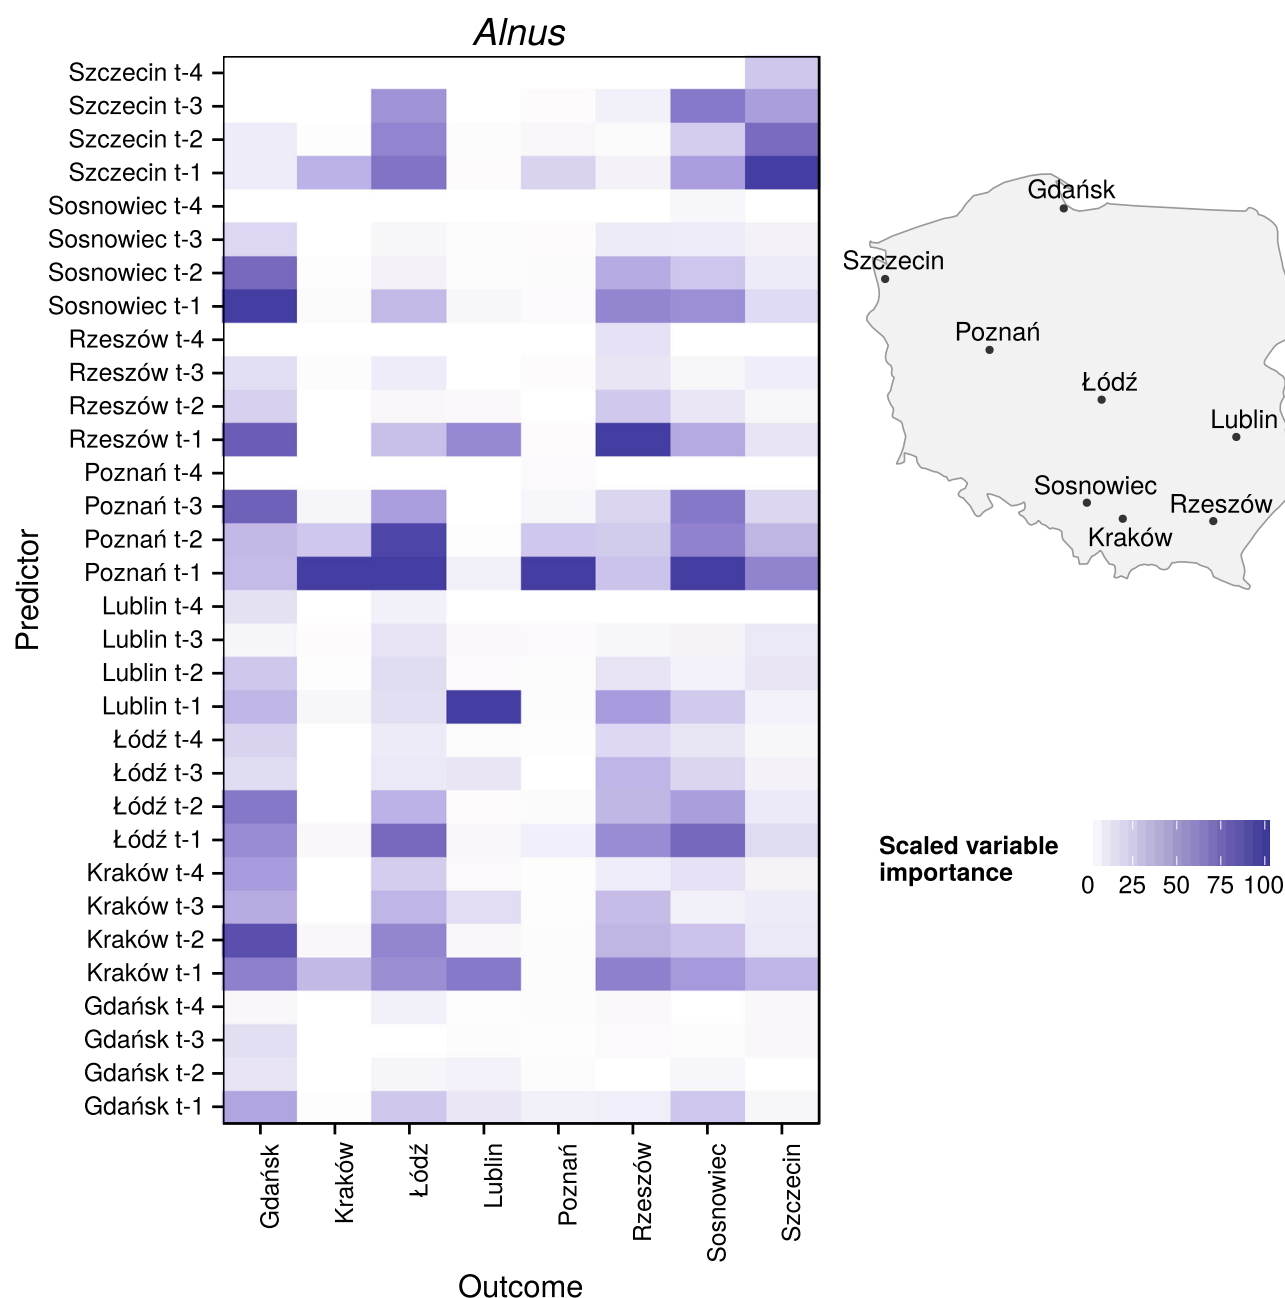 Alnus
Szczecin t-4
Szczecin t-3
Szczecin t-2
Szczecin t-1
Sosnowiec t-4
Sosnowiec t-3
Sosnowiec t-2
Sosnowiec t-1
Rzeszów t-4
Rzeszów t-3
Rzeszów t-2
Rzeszów t-1
Poznań t-4
Poznań t-3
Poznań t-2
Poznań t-1
Lublin t-4
Lublin t-3
Lublin t-2
Lublin t-1
Łódź t-4
Łódź t-3
Łódź t-2
Łódź t-1
Kraków t-4
Kraków t-3
Kraków t-2
Kraków t-1
Gdańsk t-4
Gdańsk t-3
Gdańsk t-2
Gdańsk t-1
Predictor
Gdańsk
Kraków
Łódź
Lublin
Poznań
Rzeszów
Sosnowiec
Szczecin
Outcome
Gdańsk
Szczecin
Poznań
Łódź
Lublin
Sosnowiec
Rzeszów
Kraków
Scaled variable
importance
0 25 50 75 100